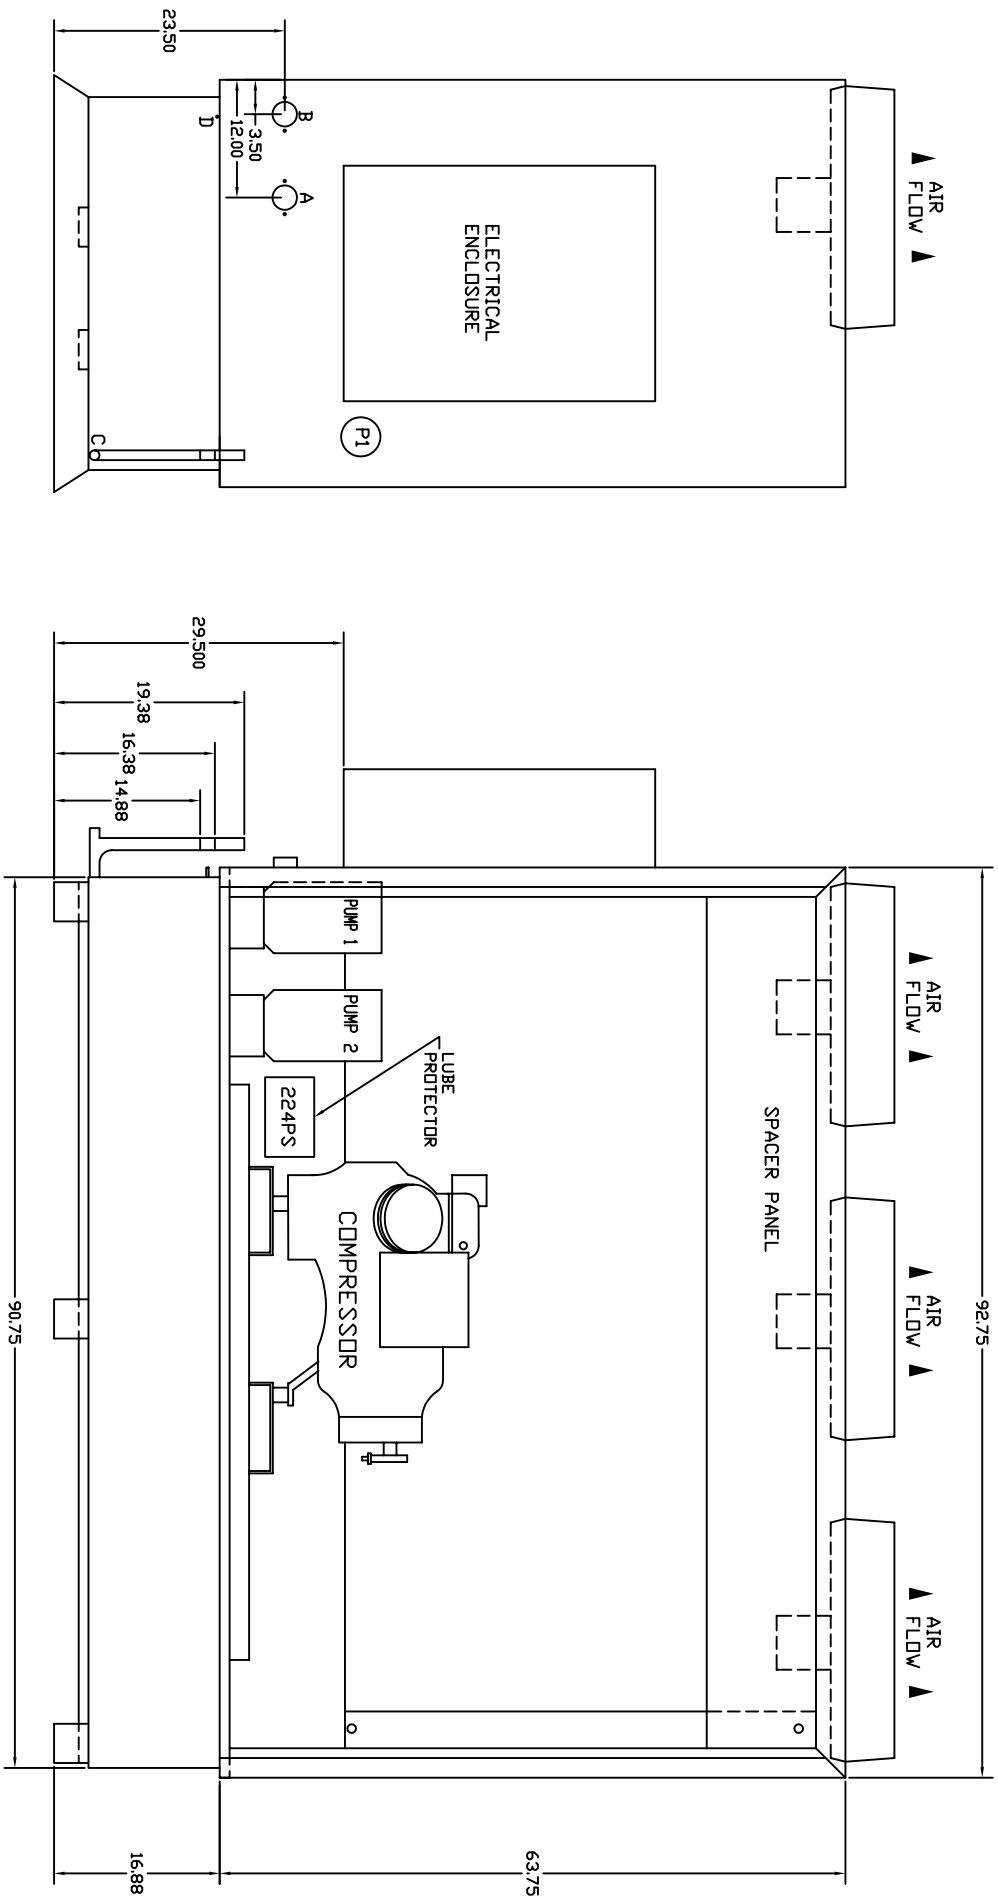 AIR
FLOW
ELECTRICAL
ENCLOSURE
P1
B
A
3.50
12.00
D
C
23.50
AIR
FLOW
AIR
FLOW
AIR
FLOW
92.75
SPACER PANEL
LUBE
PROTECTOR
COMPRESSOR
PUMP 1
PUMP 2
224PS
29.500
19.38
16.38
14.88
63.75
16.88
90.75